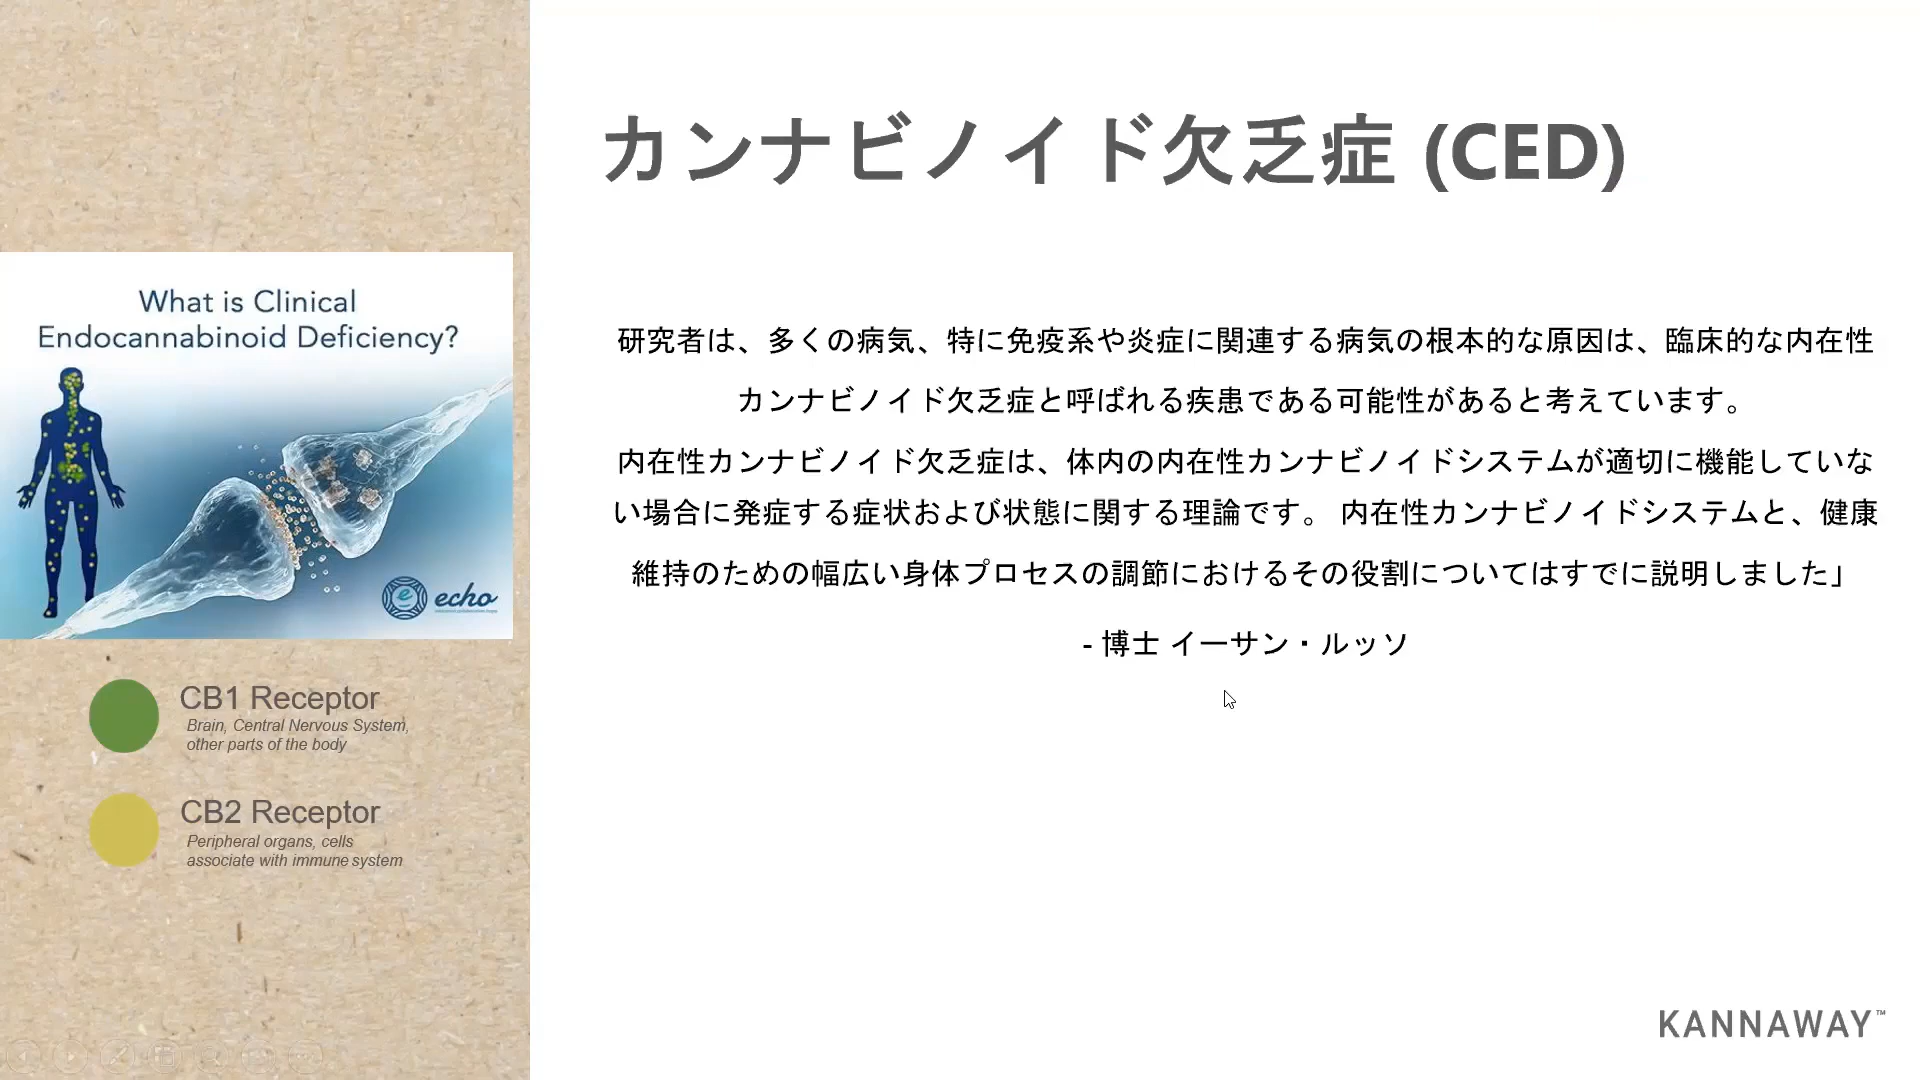 カンナビノイド欠乏症 (CED)
What is Clinical
Endocannabinoid Deficiency?
echo
CB1 Receptor
Brain, Central Nervous System,
other parts of the body
CB2 Receptor
Peripheral organs, cells
associate with immune system
研究者は、多くの病気、特に免疫系や炎症に関連する病気の根本的な原因は、臨床的な内在性
カンナビノイド欠乏症と呼ばれる疾患である可能性があると考えています。
内在性カンナビノイド欠乏症は、体内の内在性カンナビノイドシステムが適切に機能していな
い場合に発症する症状および状態に関する理論です。 内在性カンナビノイドシステムと、健康
維持のための幅広い身体プロセスの調節におけるその役割についてはすでに説明しました」
- 博士 イーサン・ルッソ
KANNAWAY™